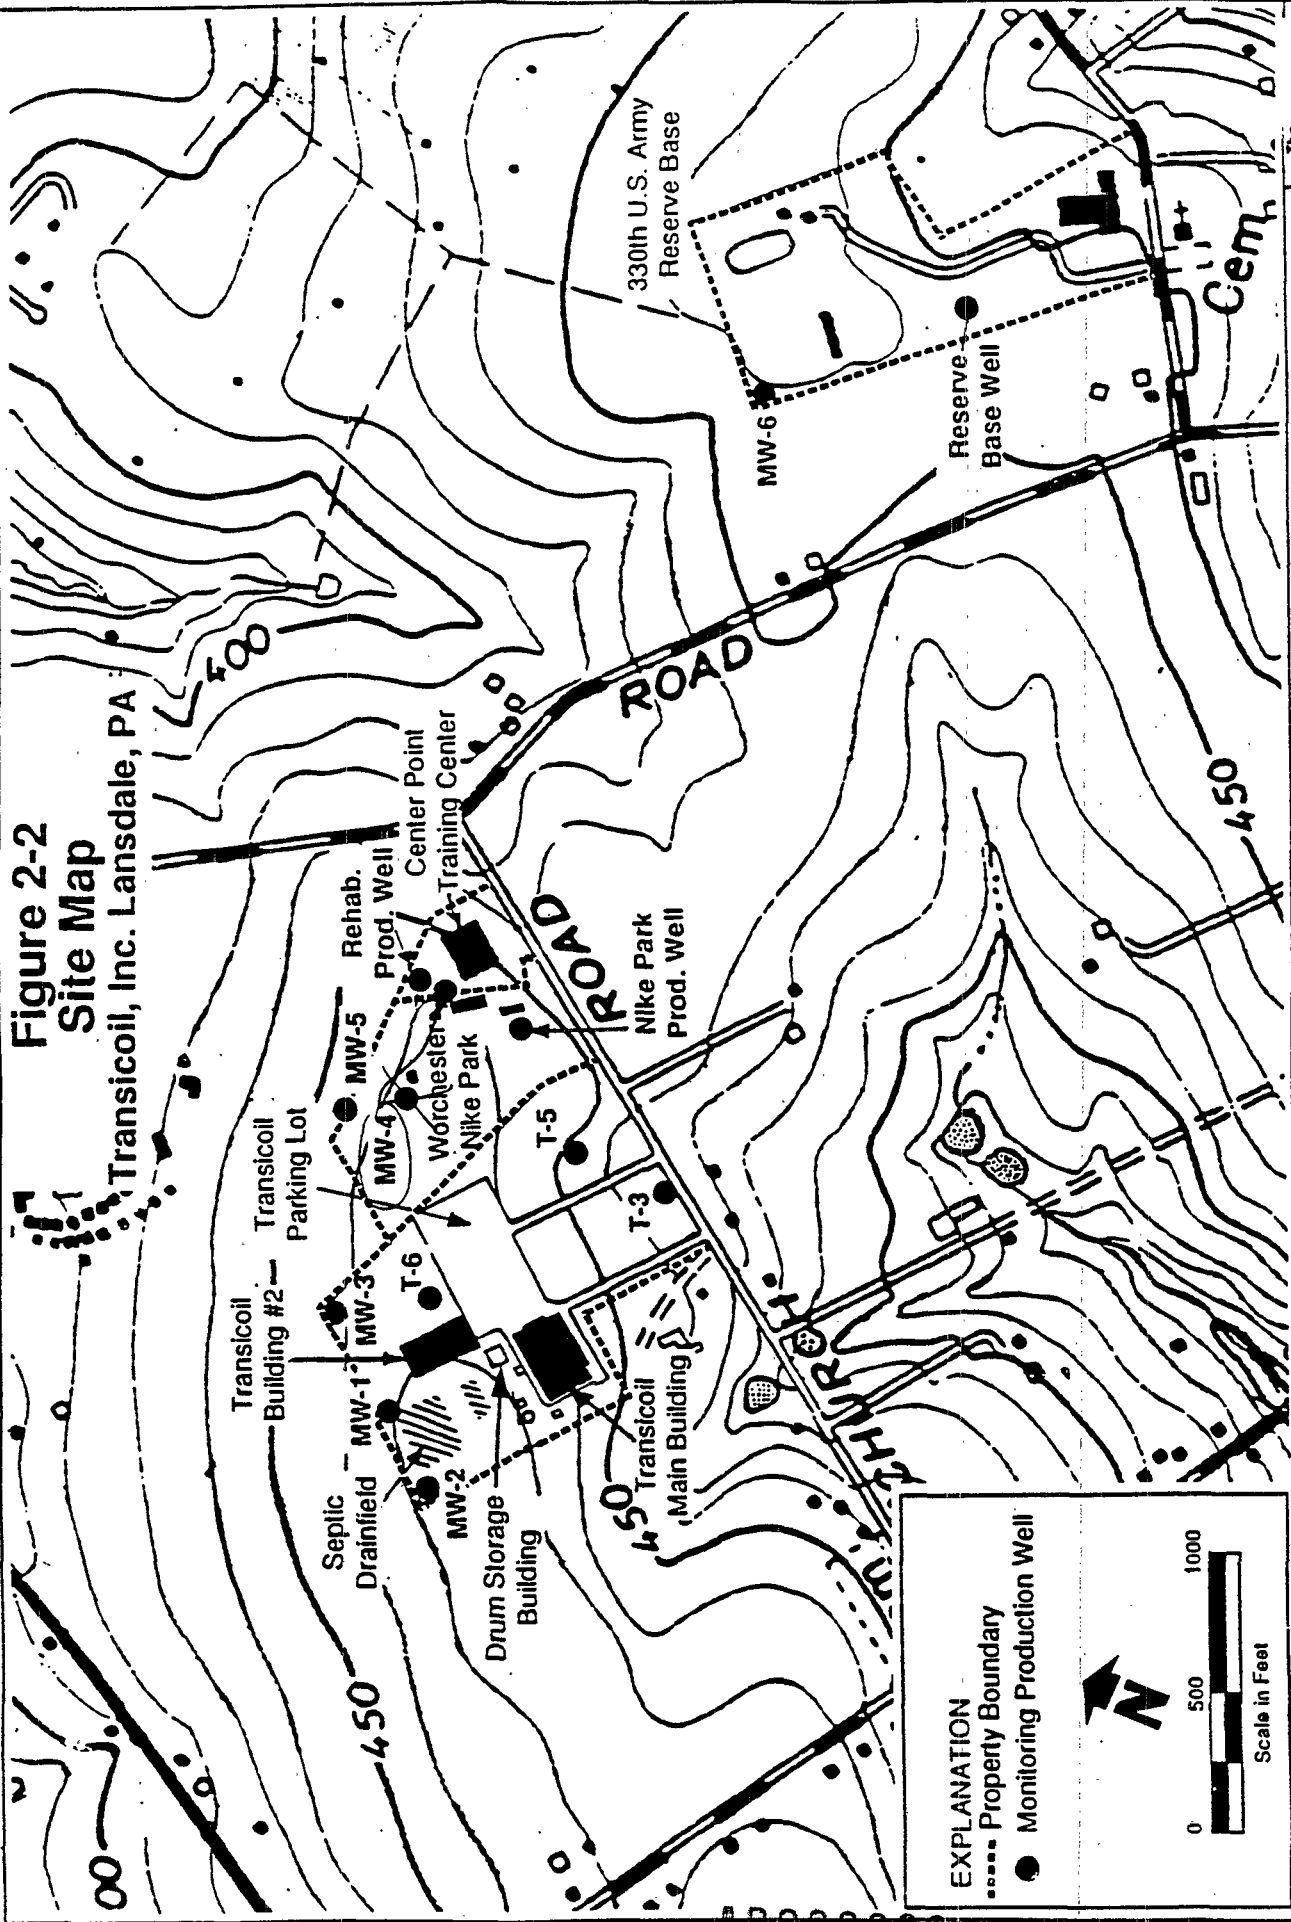 Figure 2-2
Site Map
Transicoil, Inc. Lansdale, PA
400
330th U.S. Army
Reserve Base
MW-6
Reserve
Base Well
Cem
ROAD
Center Point
Training Center
Rehab.
Prod. Well
MW-5
Worchester
Nike Park
MW-4
Nike Park
Prod. Well
ROAD
T-5
T-3
Transicoil
Parking Lot
T-6
MW-3
Transicoil
Building #2
MW-1
Septic
Drainfield
MW-2
Drum Storage
Building
Transicoil
Main Building
450
450
450
00
EXPLANATION
Property Boundary
Monitoring Production Well
N
0 500 1000
Scale in Feet